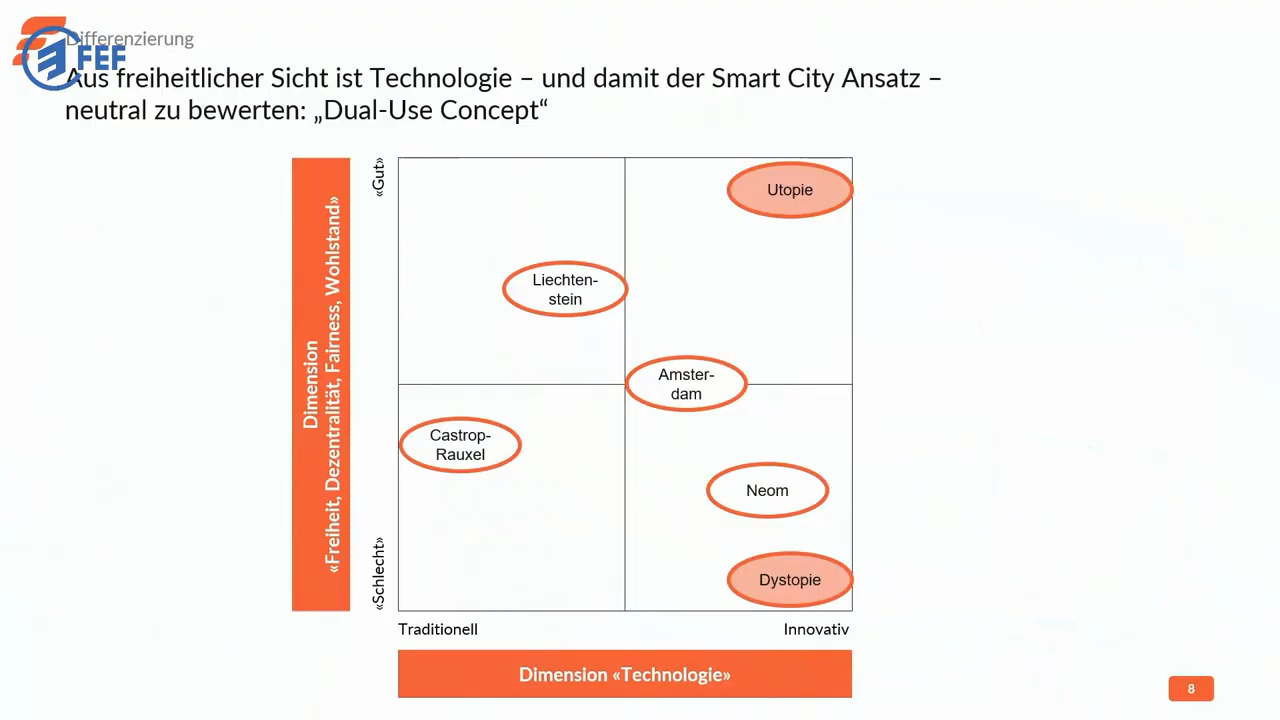 Differenzierung
FEF
Aus freiheitlicher Sicht ist Technologie – und damit der Smart City Ansatz –
neutral zu bewerten: „Dual-Use Concept“
Dimension
«Freiheit, Dezentralität, Fairness, Wohlstand»
«Gut»
«Schlecht»
Utopie
Liechten-
stein
Amster-
dam
Castrop-
Rauxel
Neom
Dystopie
Traditionell
Innovativ
Dimension «Technologie»
8